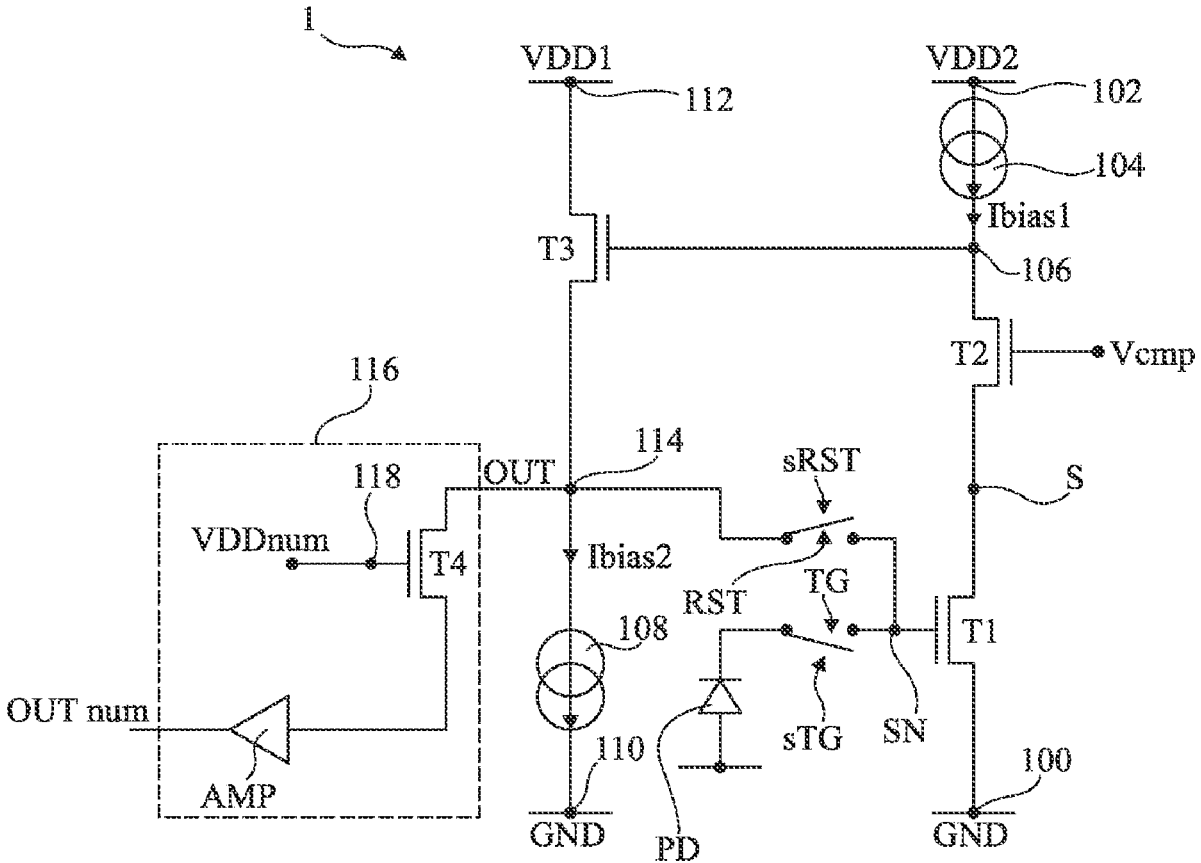 1
VDD1
VDD2
112
102
104
Ibias1
T3
106
T2
Vcmp
116
OUT
114
sRST
S
118
VDDnum
T4
Ibias2
RST
TG
108
T1
OUT num
sTG
SN
AMP
110
100
GND
PD
GND